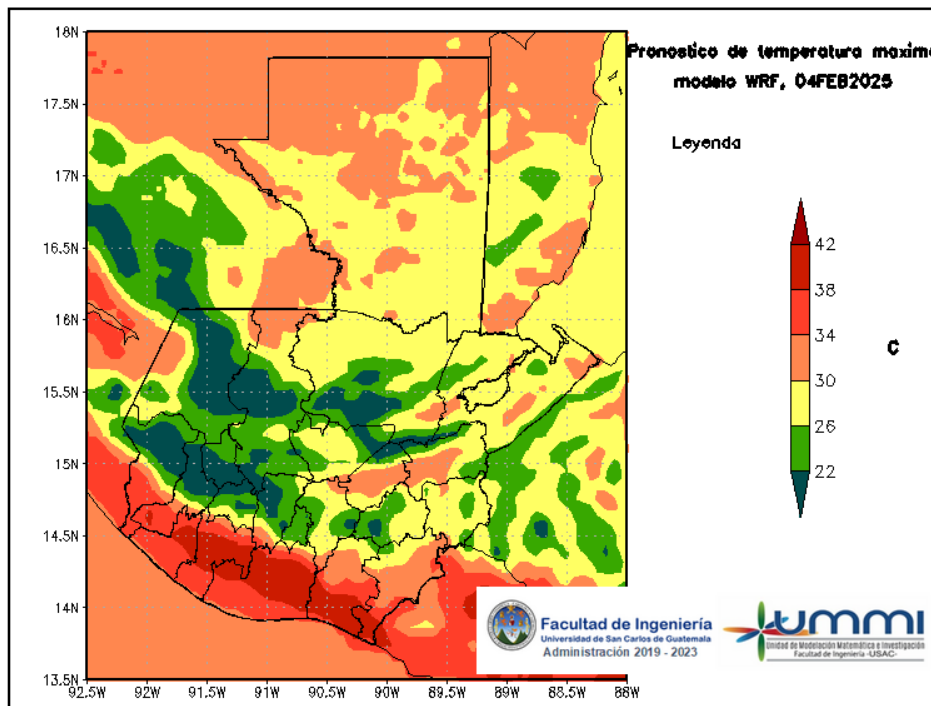 18N
17.5N
17N
16.5N
16N
15.5N
15N
14.5N
14N
13.5N
92.5W
92W
91.5W
91W
90.5W
90W
89.5W
89W
88.5W
88W
Pronostico de temperatura maxima
modelo WRF, 04FEB2025
Leyenda
42
38
34
30
26
22
C
Facultad de Ingeniería
Universidad de San Carlos de Guatemala
Administración 2019 - 2023
UMMI
Unidad de Modelación Matemática e Investigación
Facultad de Ingeniería -USAC-